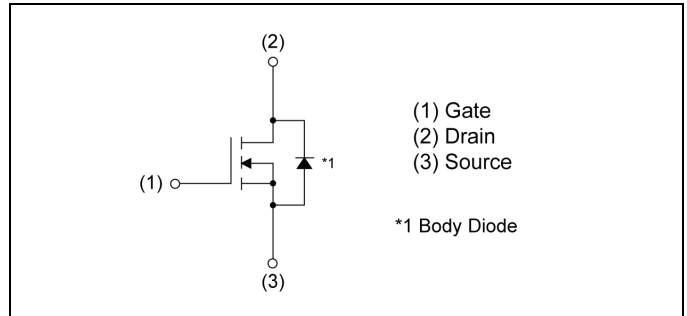 (2)
(1) Gate
(2) Drain
(3) Source
*1
(1)
*1 Body Diode
(3)